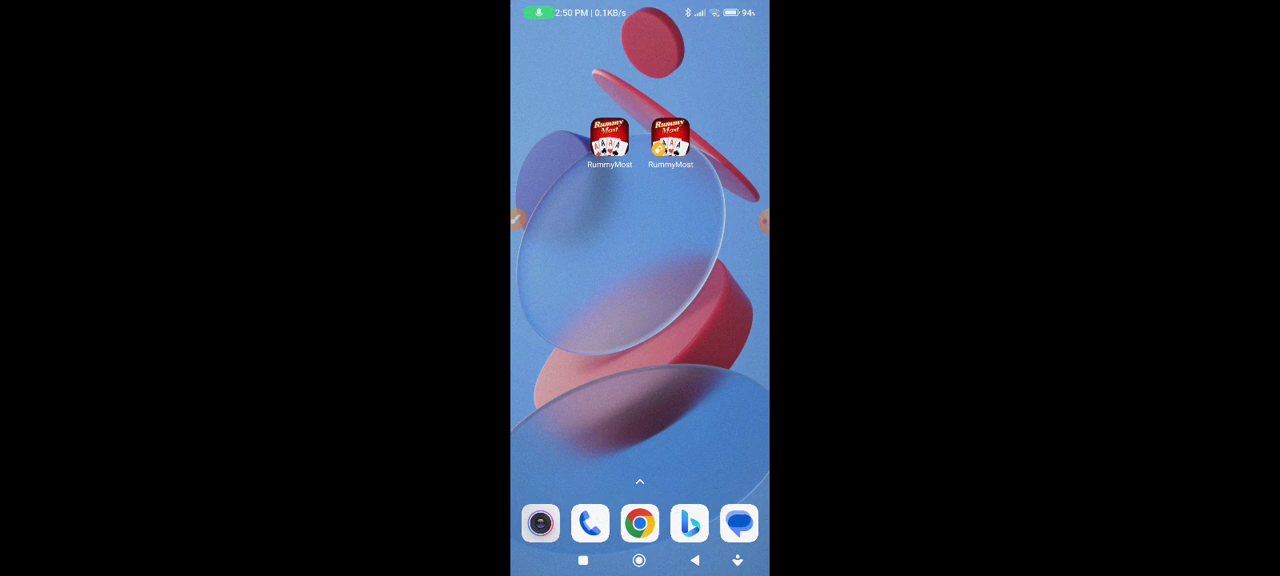 2:50 PM | 0.1KB/s
94%
Rummy
Most
Rummy
Most
A A A A
A A A
RummyMost
RummyMost